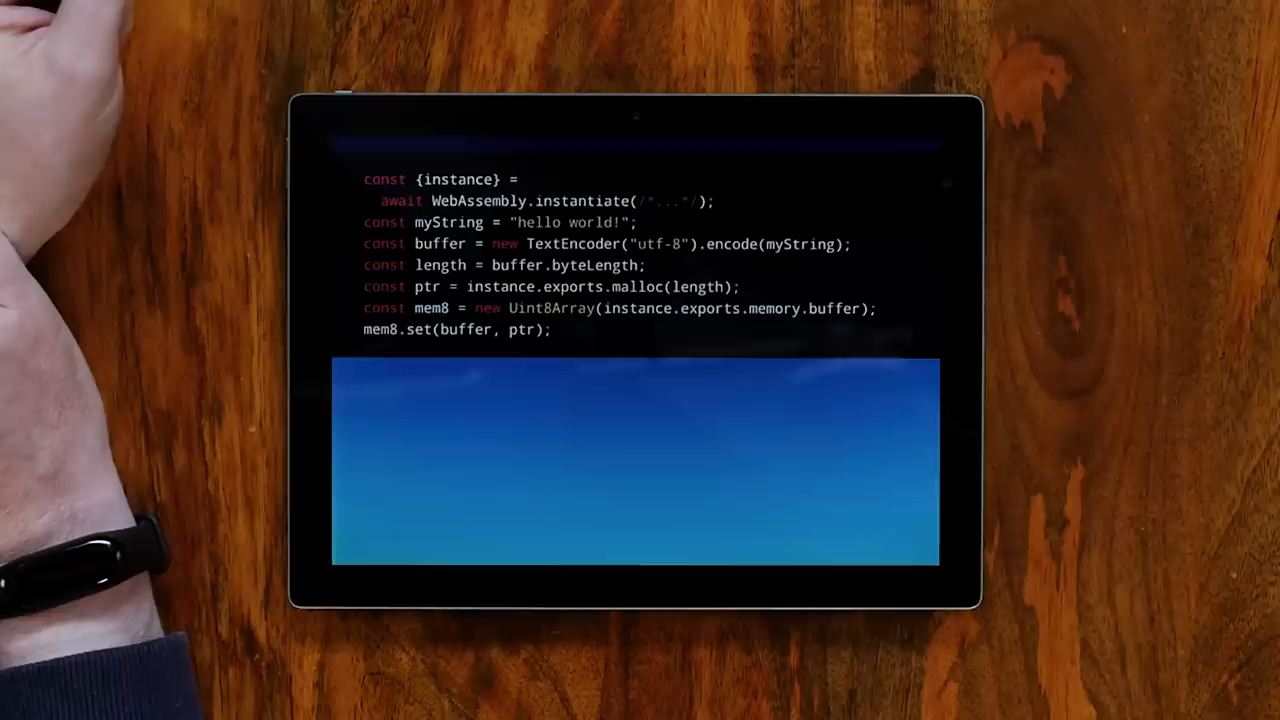 const {instance} =
await WebAssembly.instantiate(/*...*/);
const myString = "hello world!";
const buffer = new TextEncoder("utf-8").encode(myString);
const length = buffer.byteLength;
const ptr = instance.exports.malloc(length);
const mem8 = new Uint8Array(instance.exports.memory.buffer);
mem8.set(buffer, ptr);